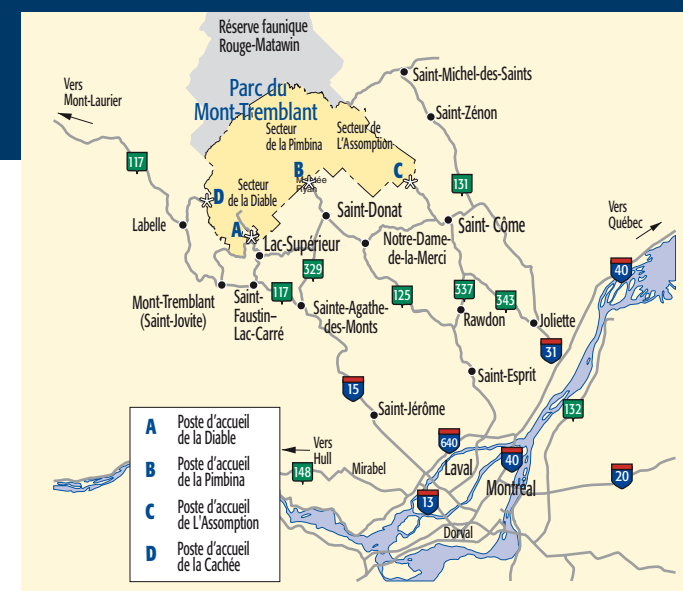 Réserve faunique
Rouge-Matawin
Vers
Mont-Laurier
Parc du
Mont-Tremblant
Saint-Michel-des-Saints
Saint-Zénon
Secteur
de la Pimbina
Secteur de
L'Assomption
117
B
C
131
D
Secteur
de la Diable
Ryan
Labelle
A
Saint-Donat
Saint- Côme
Vers
Québec
Lac-Supérieur
Notre-Dame-
de-la-Merci
40
329
Mont-Tremblant
(Saint-Jovite)
Saint-
Faustin–
Lac-Carré
117
Sainte-Agathe-
des-Monts
125
337
343
Rawdon
Joliette
31
Saint-Esprit
15
Saint-Jérôme
132
A Poste d'accueil
de la Diable
B Poste d'accueil
de la Pimbina
C Poste d'accueil
de L'Assomption
D Poste d'accueil
de la Cachée
Vers
Hull
148
Mirabel
640
Laval
40
Montréal
20
13
Dorval